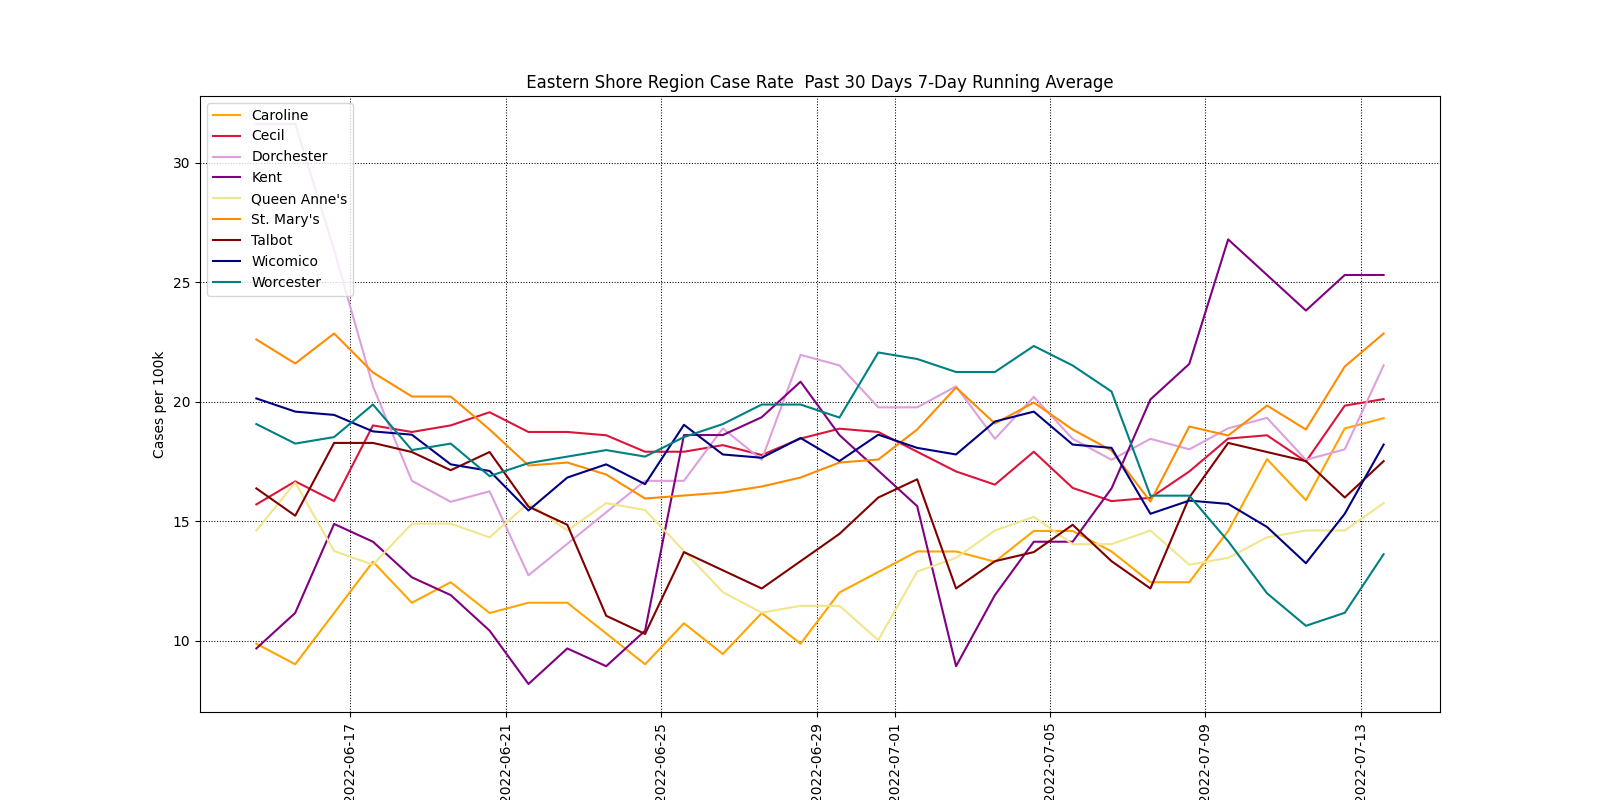 Eastern Shore Region Case Rate  Past 30 Days 7-Day Running Average
Caroline
Cecil
Dorchester
Kent
Queen Anne's
St. Mary's
Talbot
Wicomico
Worcester
Cases per 100k
30
25
20
15
10
2022-06-17
2022-06-21
2022-06-25
2022-06-29
2022-07-01
2022-07-05
2022-07-09
2022-07-13